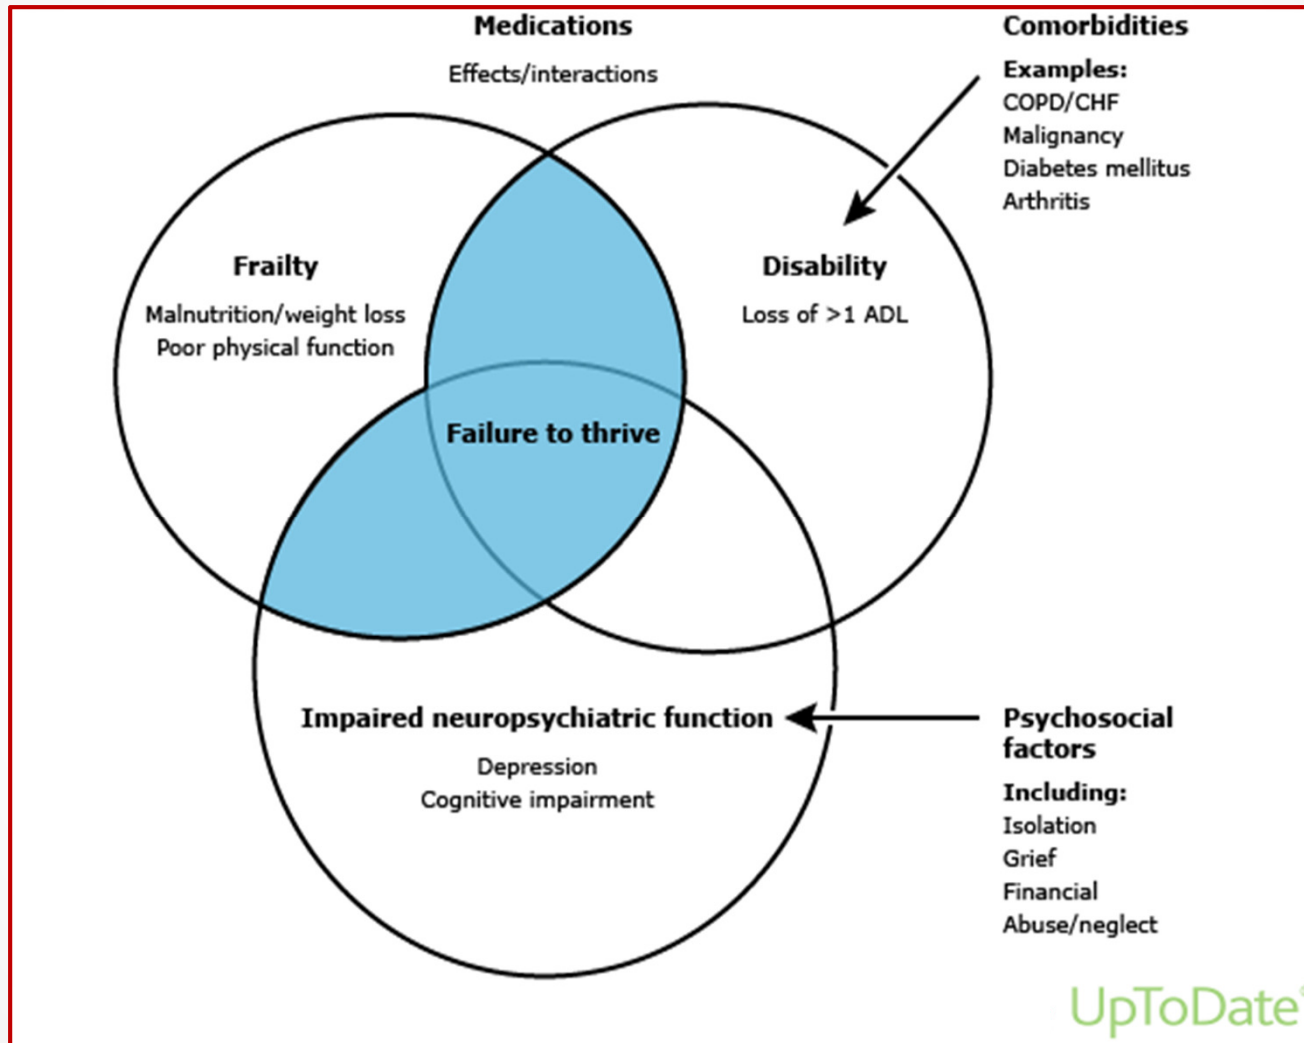 Medications
Effects/interactions
Comorbidities
Examples:
COPD/CHF
Malignancy
Diabetes mellitus
Arthritis
Frailty
Malnutrition/weight loss
Poor physical function
Disability
Loss of >1 ADL
Failure to thrive
Impaired neuropsychiatric function
Depression
Cognitive impairment
Psychosocial
factors
Including:
Isolation
Grief
Financial
Abuse/neglect
UpToDate®